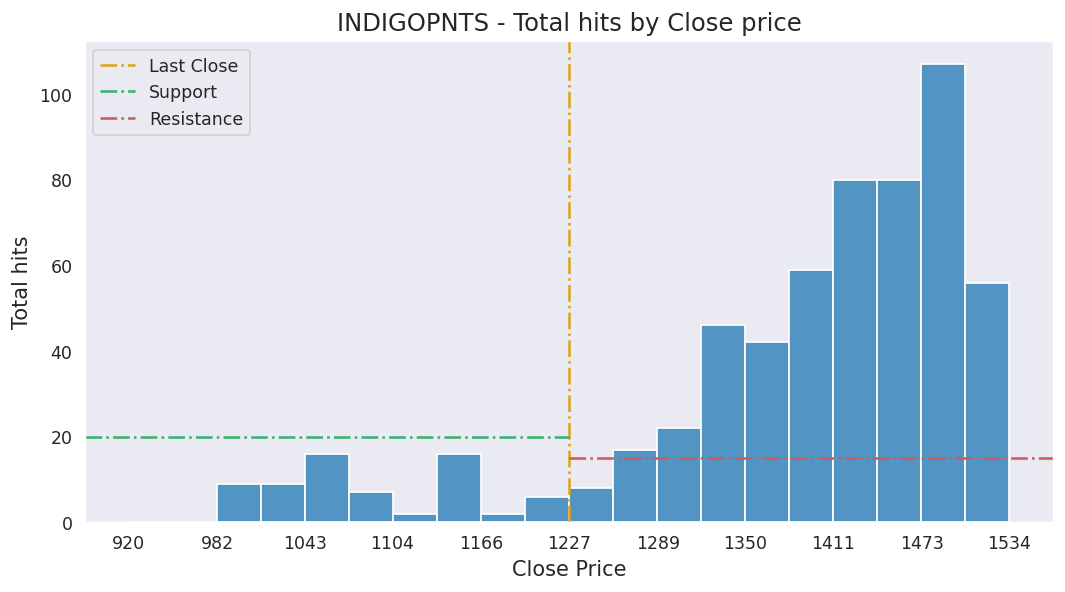 INDIGOPNTS - Total hits by Close price
Last Close
Support
Resistance
Total hits
100
80
60
40
20
0
920 982 1043 1104 1166 1227 1289 1350 1411 1473 1534
Close Price